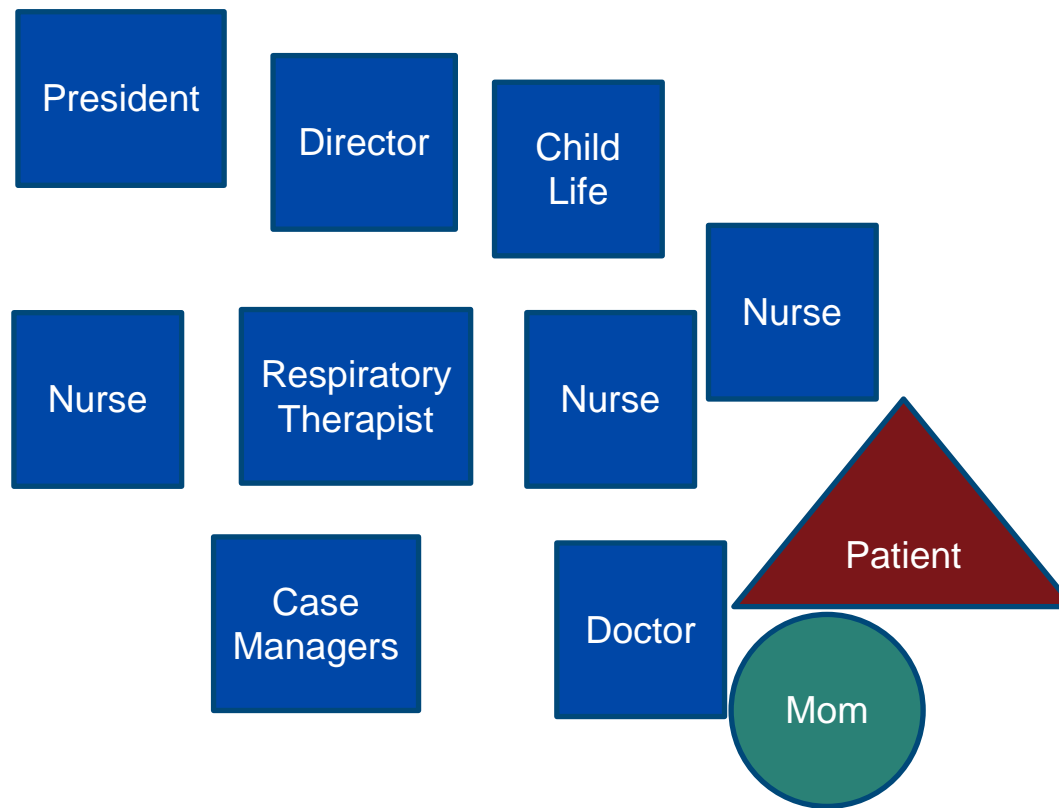 President
Director
Child
Life
Nurse
Nurse
Respiratory
Therapist
Nurse
Patient
Case
Managers
Doctor
Mom